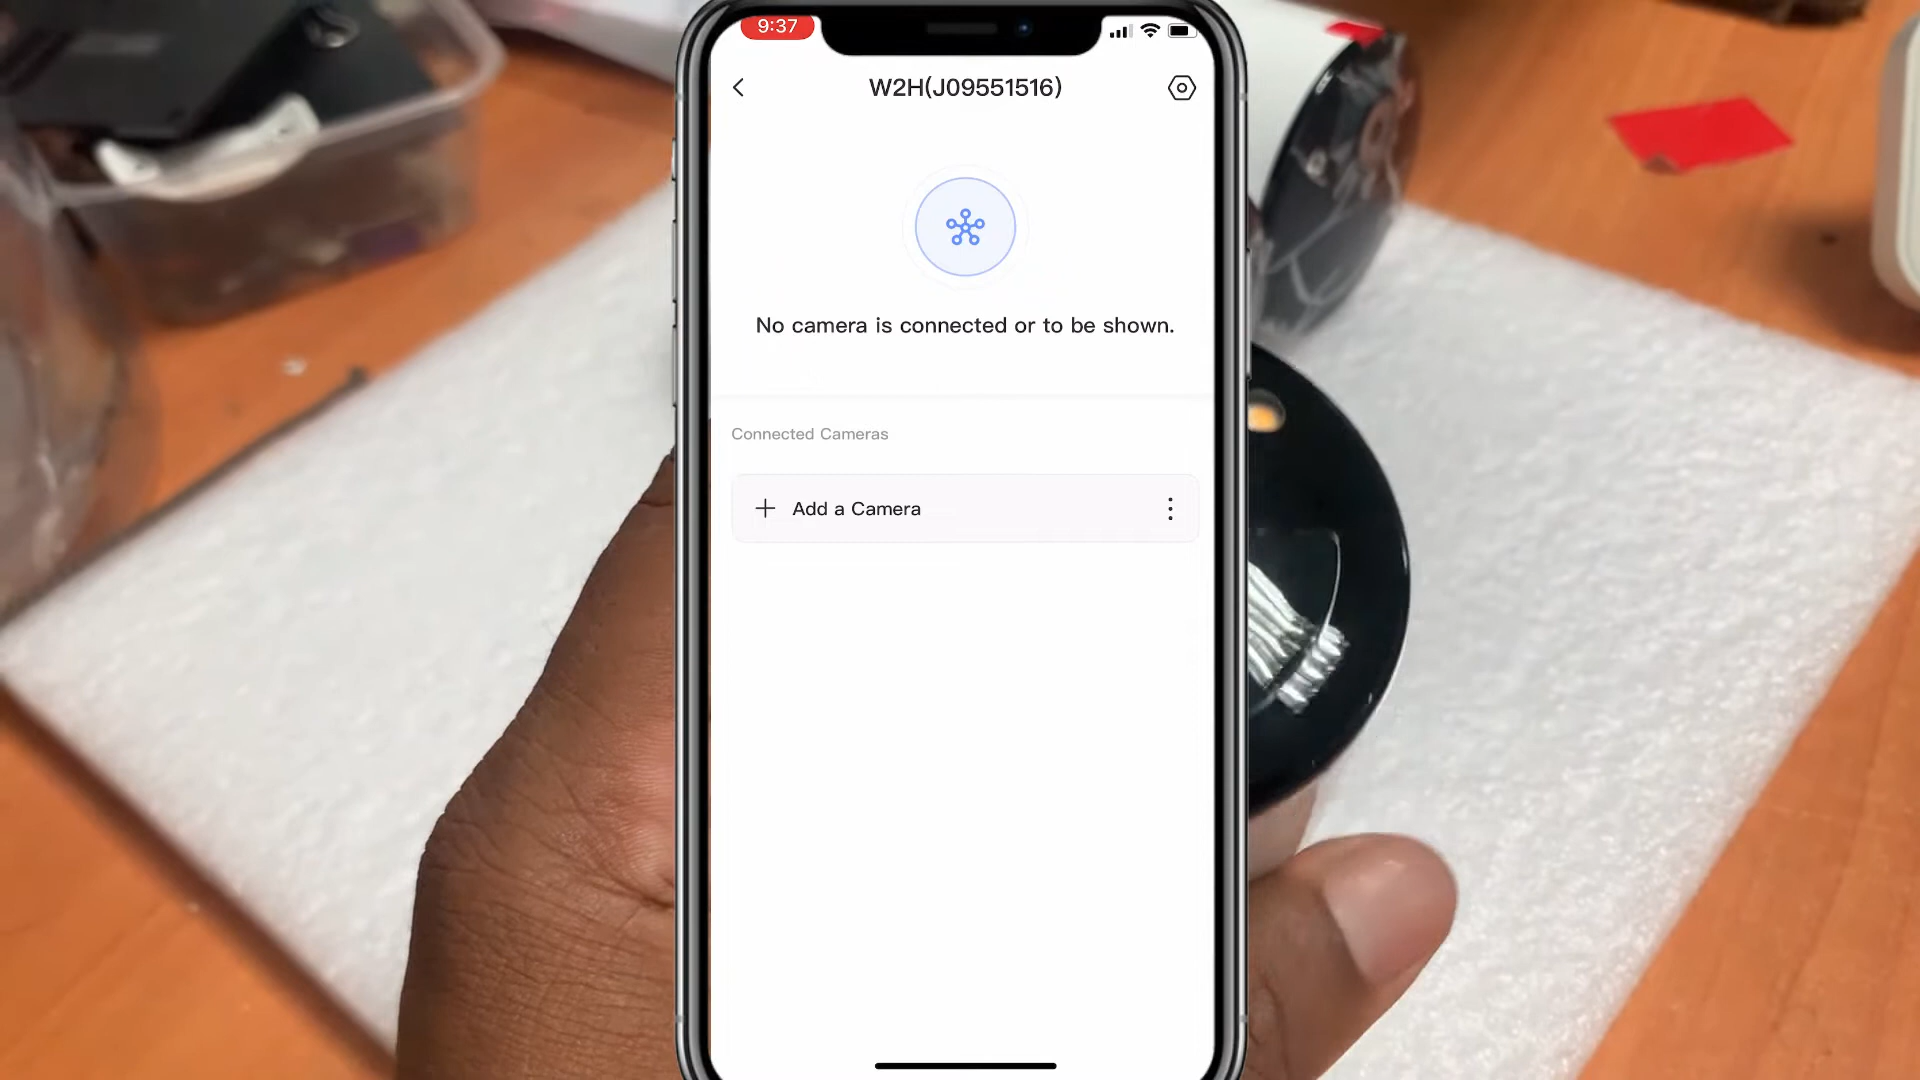 9:37
W2H(J09551516)
No camera is connected or to be shown.
Connected Cameras
Add a Camera